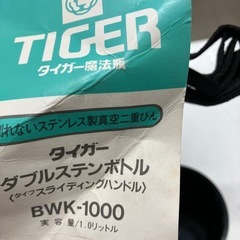 TIGER
タイガー魔法瓶
割れないステンレス製真空二重びん
タイガー
ダブルステンボトル
〈タイプスライディングハンドル〉
BWK-1000
実容量/1.0リットル